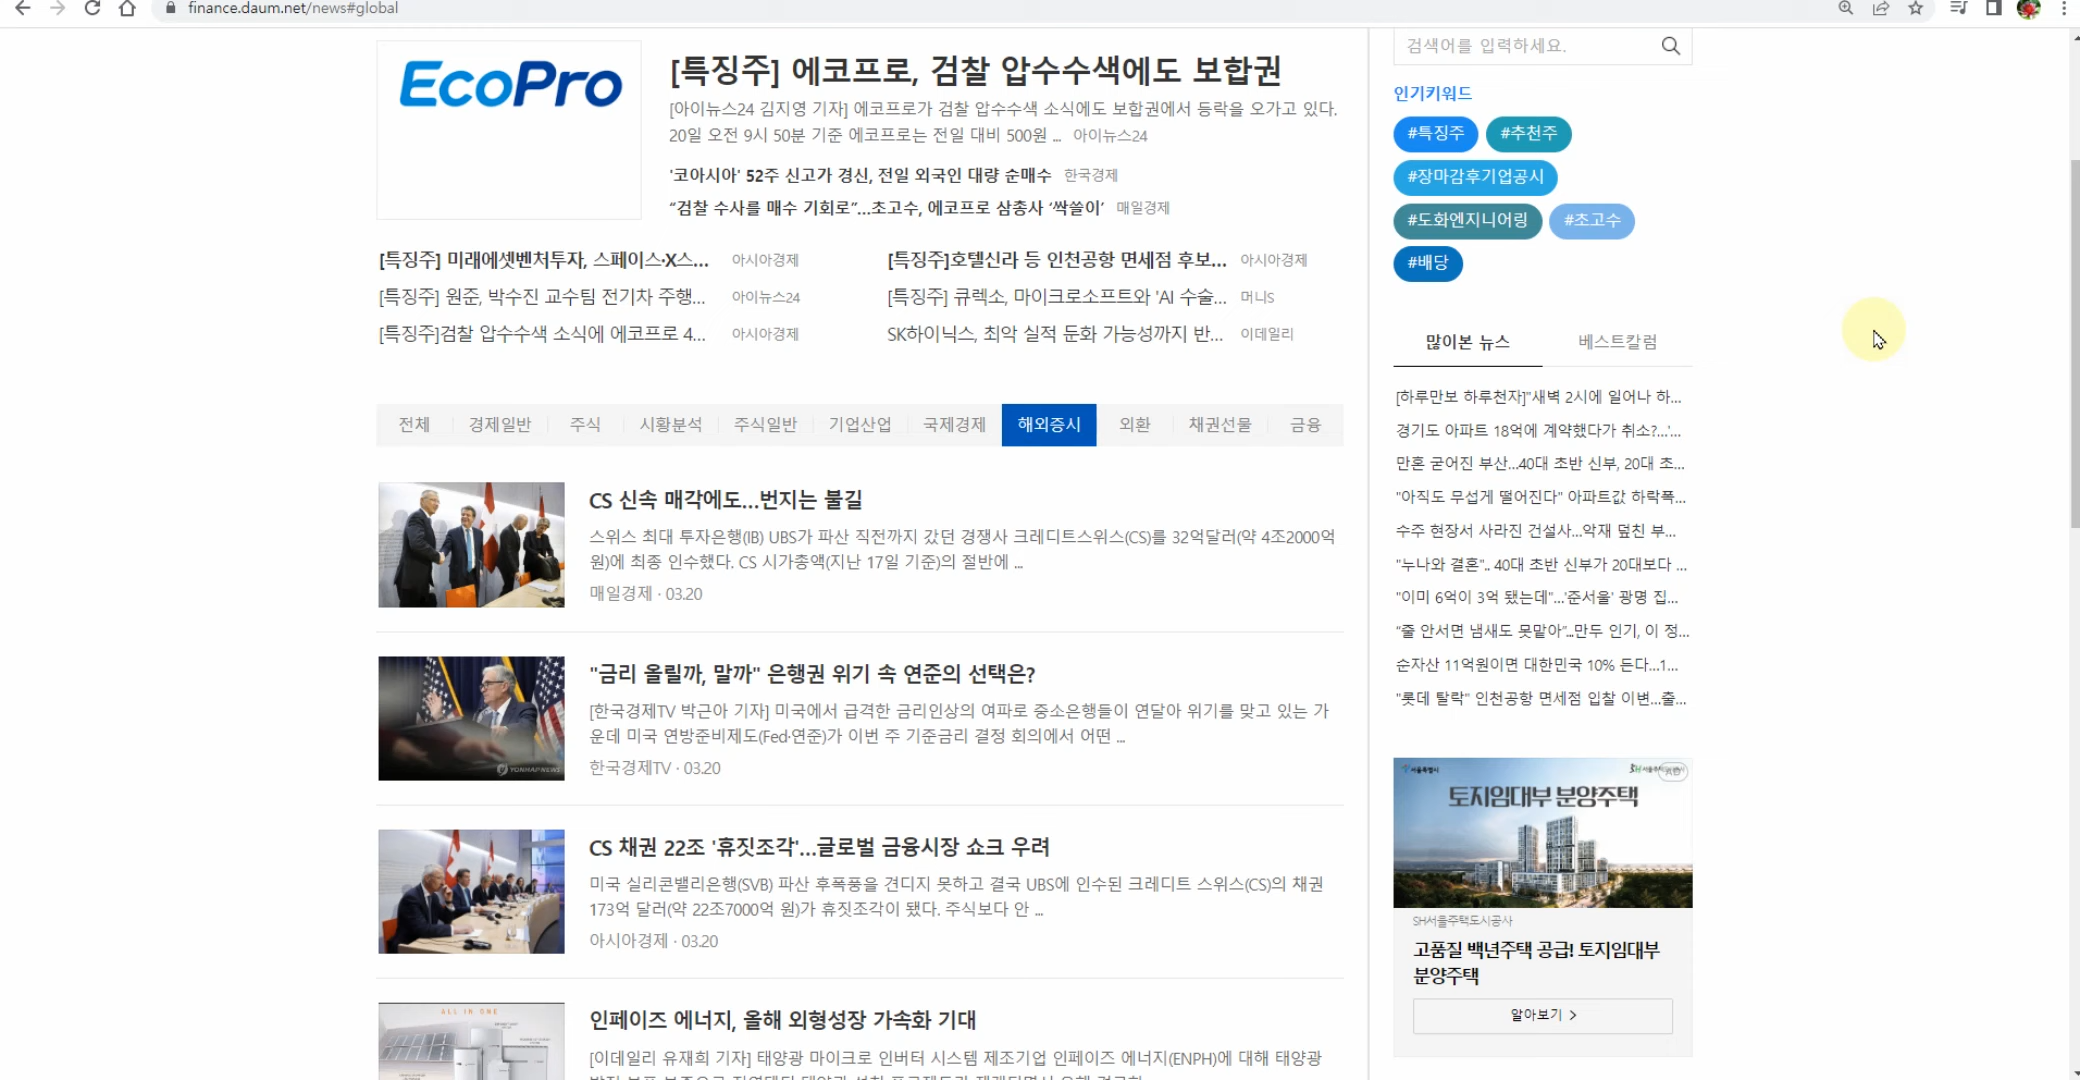 finance.daum.net/news#global
EcoPro
[특징주] 에코프로, 검찰 압수수색에도 보합권
[아이뉴스24 김지영 기자] 에코프로가 검찰 압수수색 소식에도 보합권에서 등락을 오가고 있다.
20일 오전 9시 50분 기준 에코프로는 전일 대비 500원 ... 아이뉴스24
'코아시아' 52주 신고가 경신, 전일 외국인 대량 순매수 한국경제
“검찰 수사를 매수 기회로”...초고수, 에코프로 삼총사 ‘싹쓸이’ 매일경제
[특징주] 미래에셋벤처투자, 스페이스·X스... 아시아경제
[특징주]호텔신라 등 인천공항 면세점 후보... 아시아경제
[특징주] 원준, 박수진 교수팀 전기차 주행... 아이뉴스24
[특징주] 큐렉소, 마이크로소프트와 'AI 수술... 머니S
[특징주]검찰 압수수색 소식에 에코프로 4... 아시아경제
SK하이닉스, 최악 실적 둔화 가능성까지 반... 이데일리
전체 경제일반 주식 시황분석 주식일반 기업산업 국제경제 해외증시 외환 채권선물 금융
CS 신속 매각에도...번지는 불길
스위스 최대 투자은행(IB) UBS가 파산 직전까지 갔던 경쟁사 크레디트스위스(CS)를 32억달러(약 4조2000억
원)에 최종 인수했다. CS 시가총액(지난 17일 기준)의 절반에 ...
매일경제 · 03.20
"금리 올릴까, 말까" 은행권 위기 속 연준의 선택은?
[한국경제TV 박근아 기자] 미국에서 급격한 금리인상의 여파로 중소은행들이 연달아 위기를 맞고 있는 가
운데 미국 연방준비제도(Fed·연준)가 이번 주 기준금리 결정 회의에서 어떤 ...
YONHAPNEWS
한국경제TV · 03.20
CS 채권 22조 '휴짓조각'...글로벌 금융시장 쇼크 우려
미국 실리콘밸리은행(SVB) 파산 후폭풍을 견디지 못하고 결국 UBS에 인수된 크레디트 스위스(CS)의 채권
173억 달러(약 22조7000억 원)가 휴짓조각이 됐다. 주식보다 안 ...
아시아경제 · 03.20
ALL IN ONE
인페이즈 에너지, 올해 외형성장 가속화 기대
[이데일리 유재희 기자] 태양광 마이크로 인버터 시스템 제조기업 인페이즈 에너지(ENPH)에 대해 태양광
검색어를 입력하세요.
인기키워드
#특징주 #추천주
#장마감후기업공시
#도화엔지니어링 #초고수
#배당
많이본 뉴스 베스트칼럼
[하루만보 하루천자]"새벽 2시에 일어나 하...
경기도 아파트 18억에 계약했다가 취소?...'...
만혼 굳어진 부산...40대 초반 신부, 20대 초...
"아직도 무섭게 떨어진다" 아파트값 하락폭...
수주 현장서 사라진 건설사...악재 덮친 부...
"누나와 결혼".. 40대 초반 신부가 20대보다 ...
"이미 6억이 3억 됐는데"...'준서울' 광명 집...
“줄 안서면 냄새도 못맡아”...만두 인기, 이 정...
순자산 11억원이면 대한민국 10% 든다...1...
"롯데 탈락" 인천공항 면세점 입찰 이변...출...
서울특별시
AD
토지임대부 분양주택
SH서울주택도시공사
고품질 백년주택 공급! 토지임대부
분양주택
알아보기 >